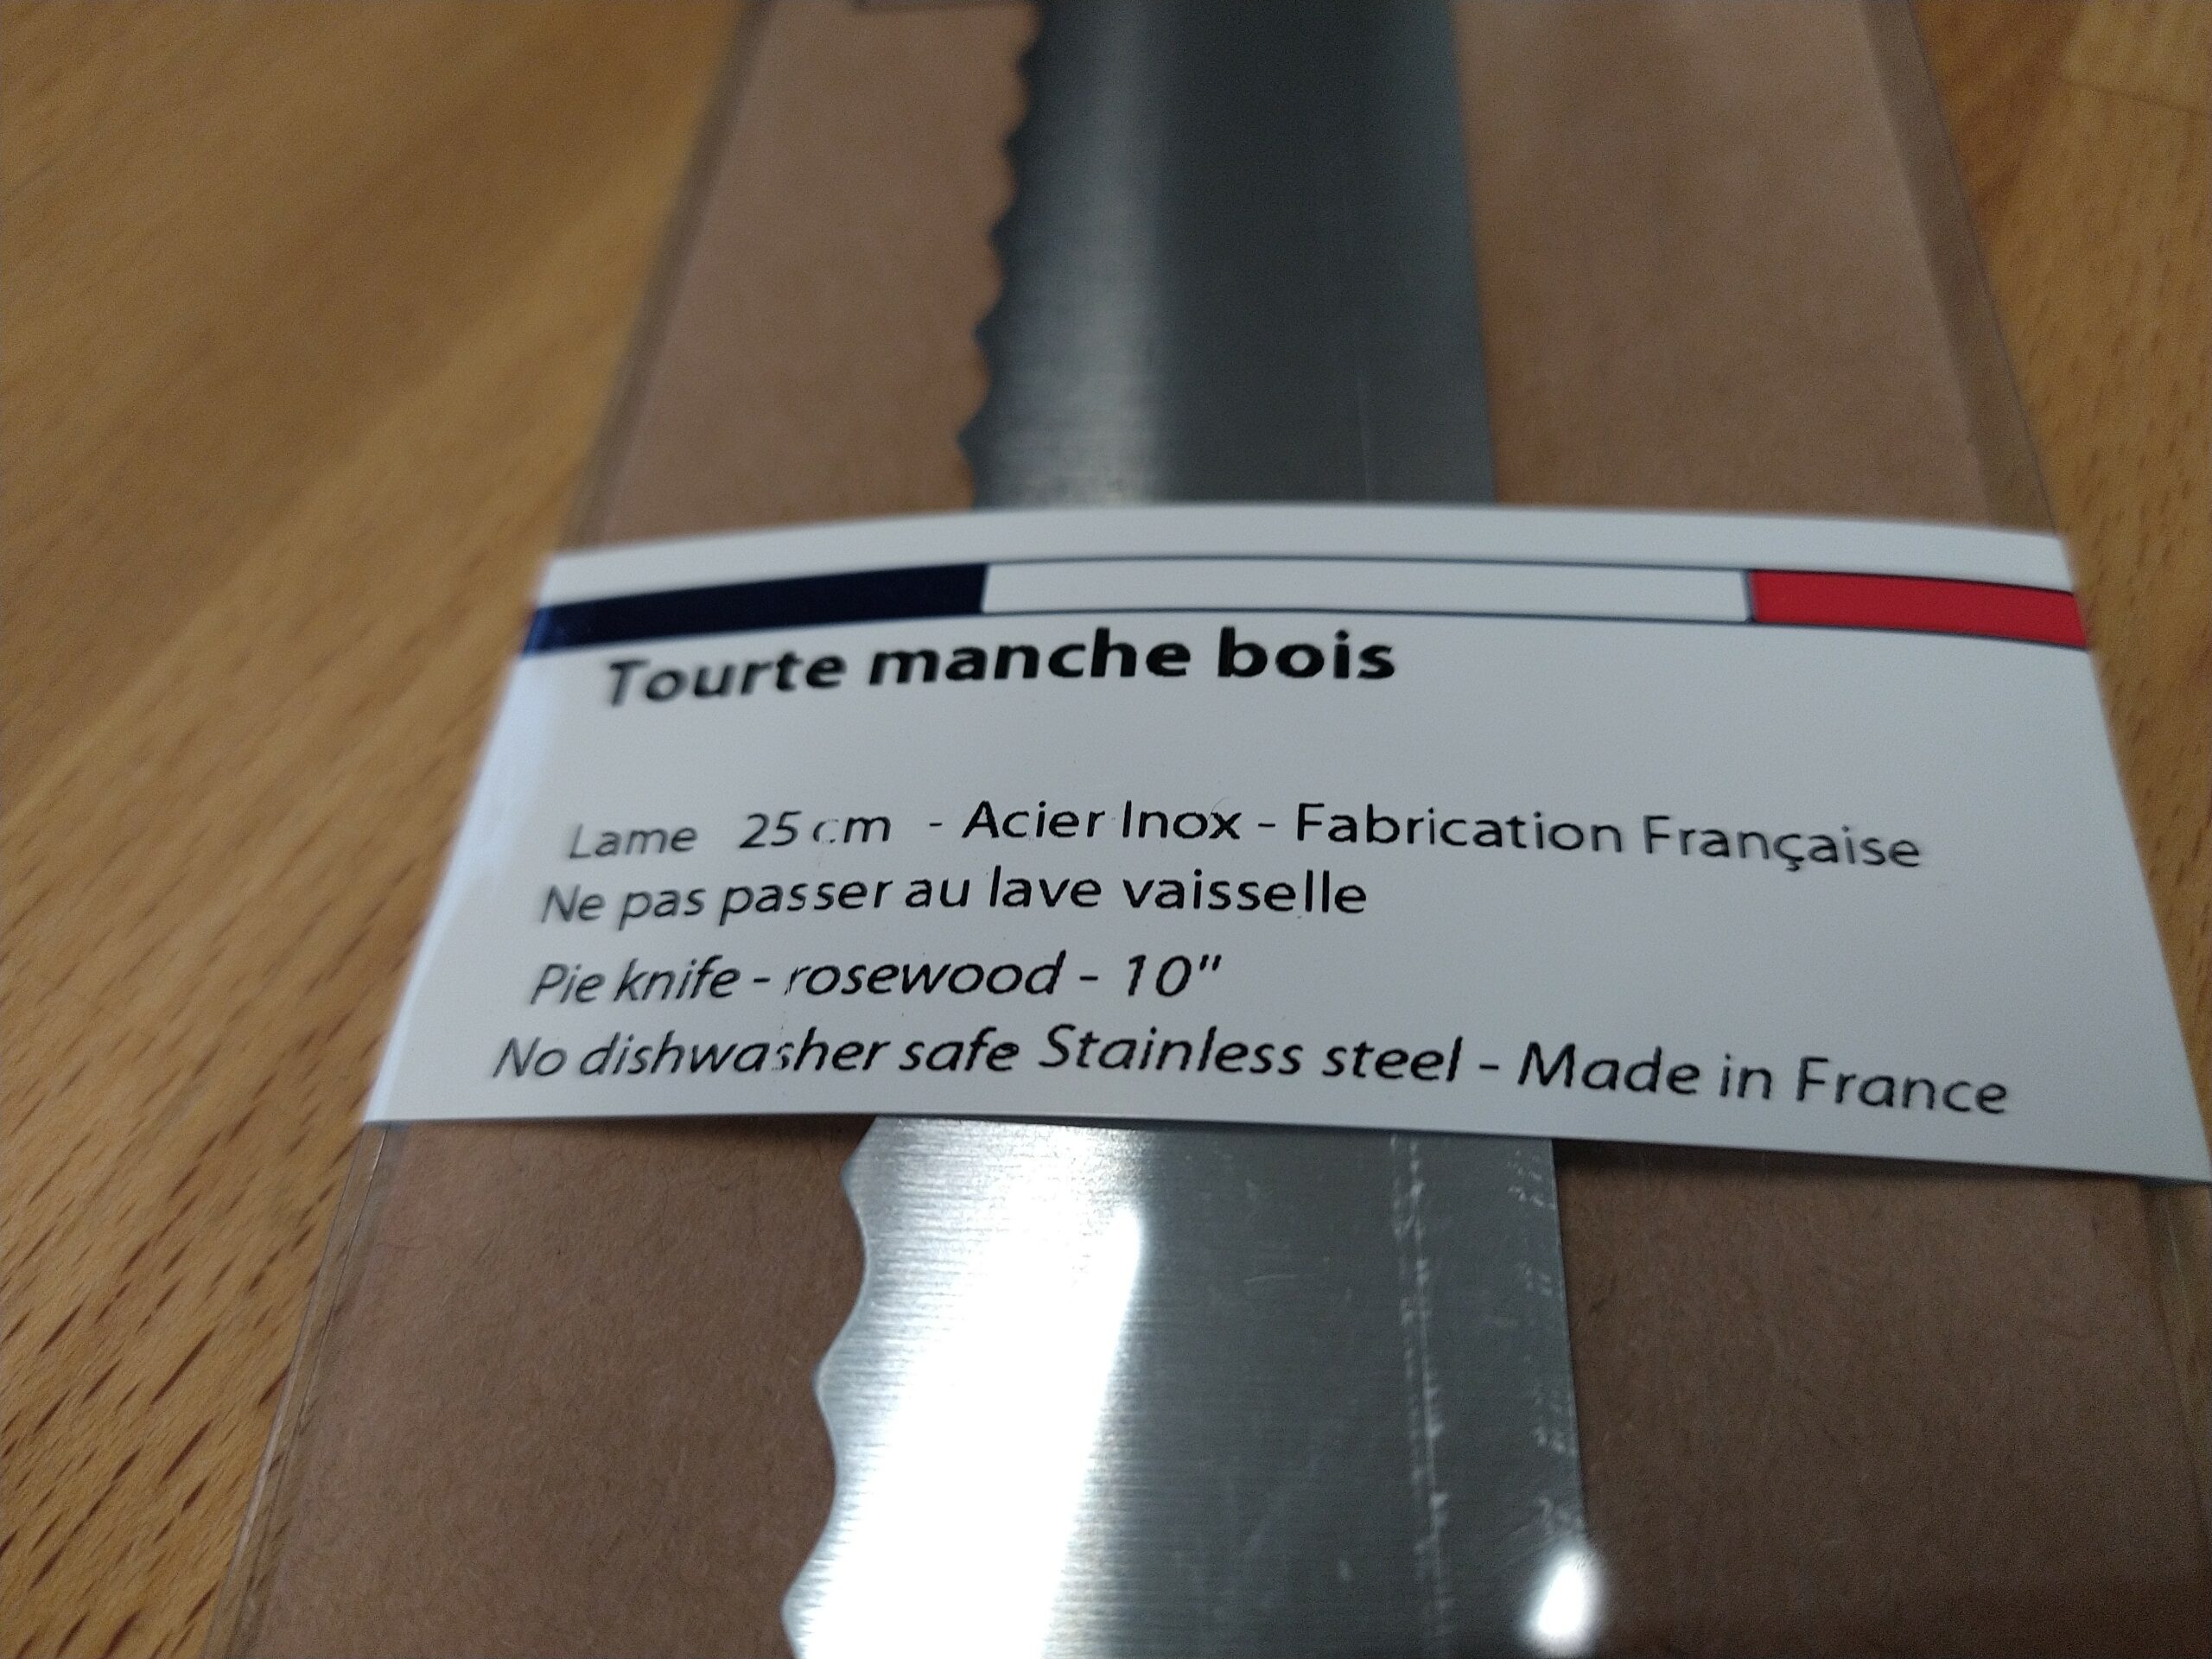 Tourte manche bois
Lame 25 cm - Acier Inox - Fabrication Française
Ne pas passer au lave vaisselle
Pie knife - rosewood - 10"
No dishwasher safe Stainless steel - Made in France